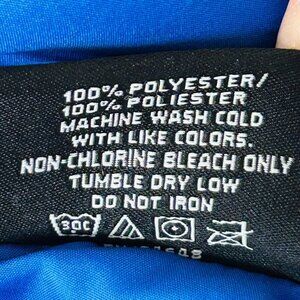 100% POLYESTER/
100% POLIESTER
MACHINE WASH COLD
WITH LIKE COLORS.
NON-CHLORINE BLEACH ONLY
TUMBLE DRY LOW
DO NOT IRON